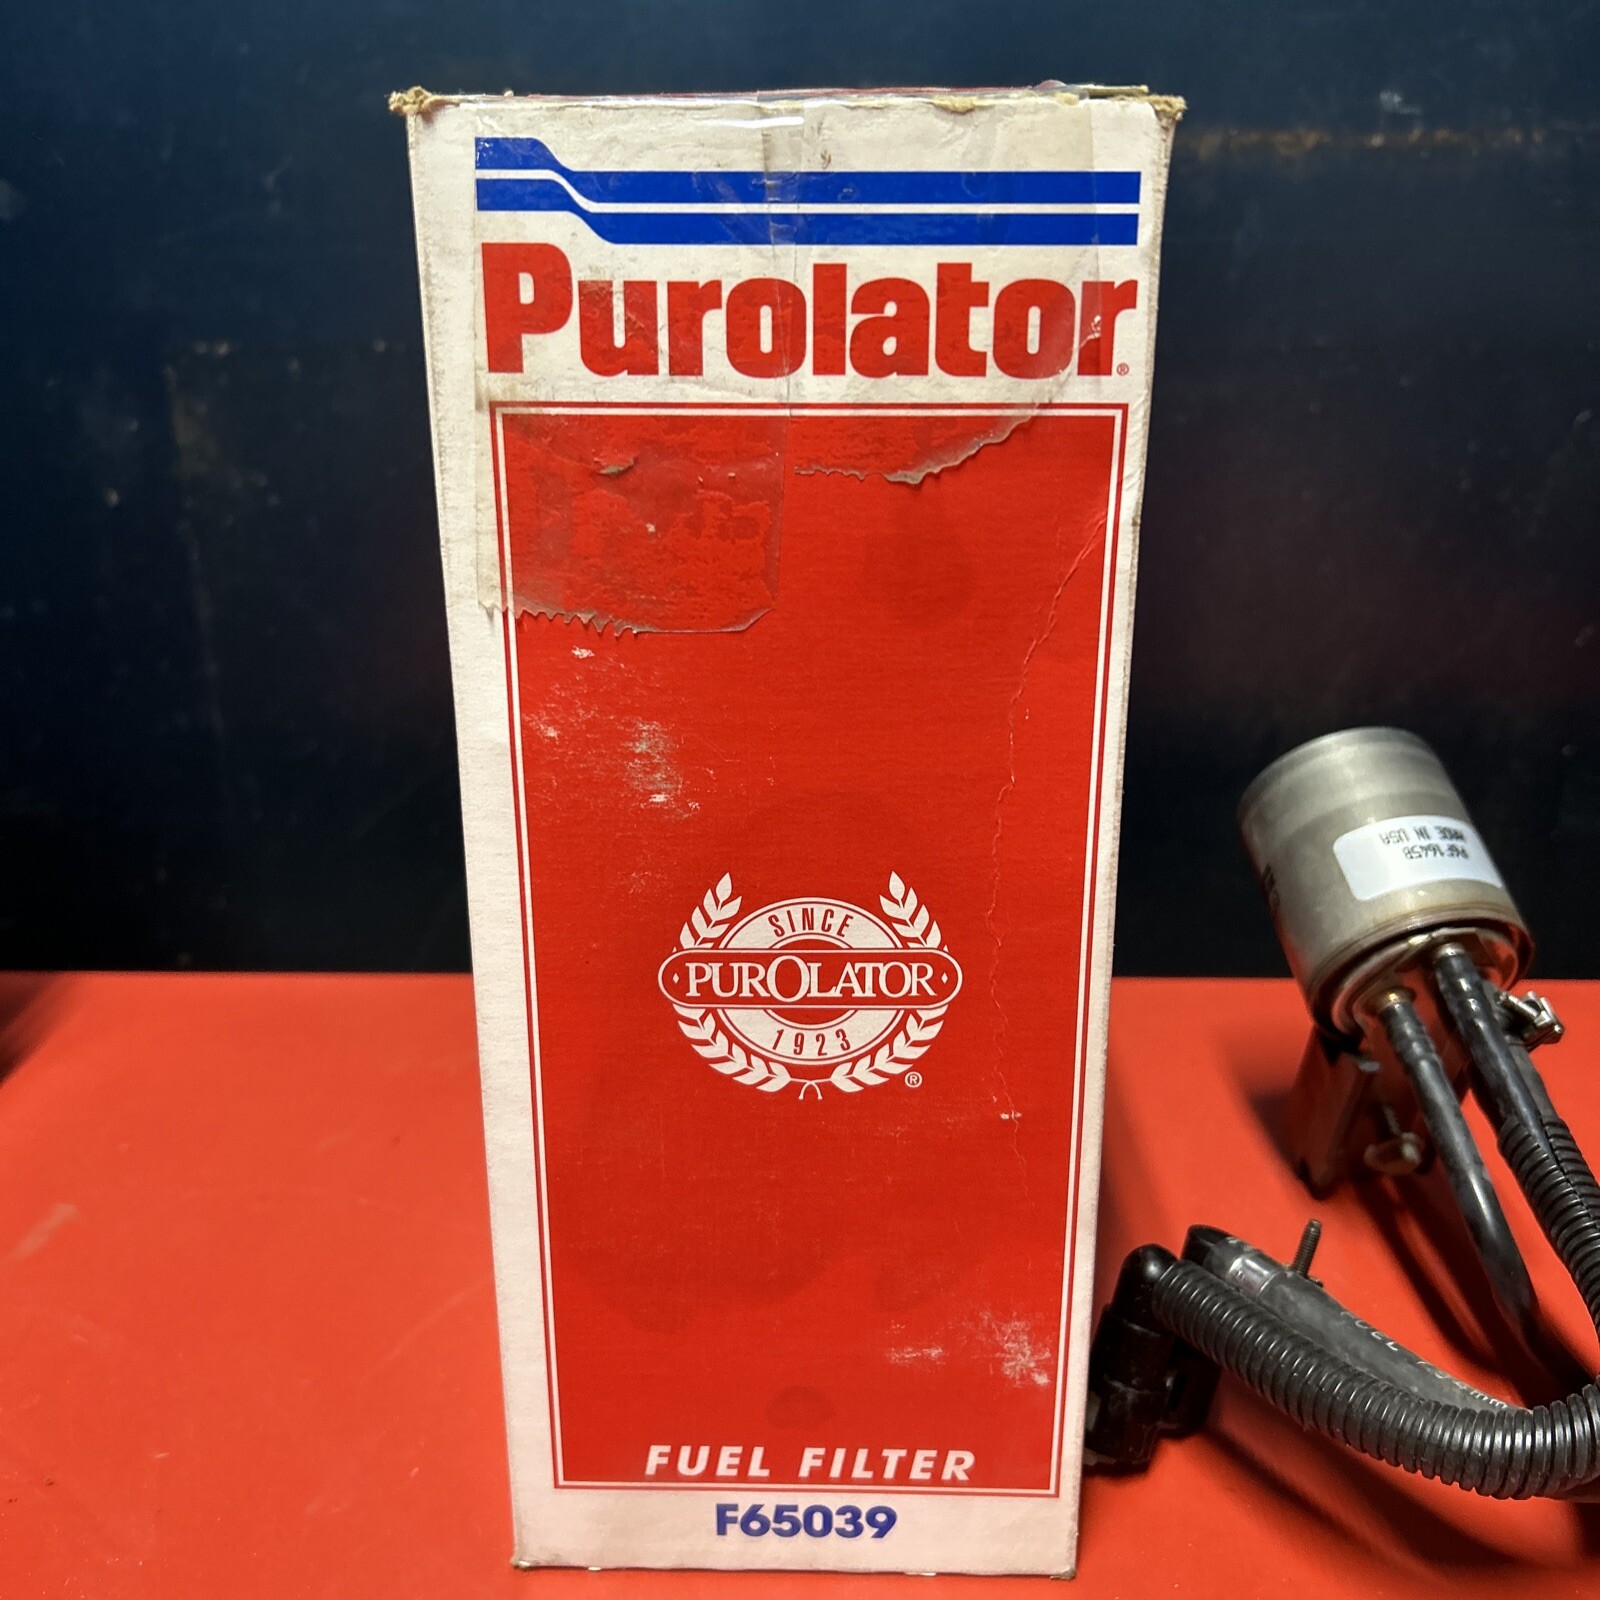 Purolator®
SINCE
PUROLATOR
1923
®
FUEL FILTER
F65039
MADE IN USA